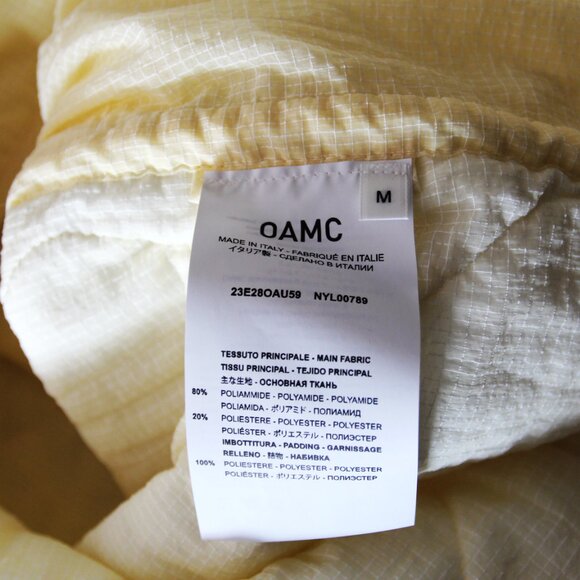 M
OAMC
MADE IN ITALY - FABRIQUÉ EN ITALIE
イタリア製 - СДЕЛАНО В ИТАЛИИ
23E28OAU59 NYL00789
TESSUTO PRINCIPALE - MAIN FABRIC
TISSU PRINCIPAL - TEJIDO PRINCIPAL
主な生地 - ОСНОВНАЯ ТКАНЬ
80% POLIAMMIDE - POLYAMIDE - POLYAMIDE
POLIAMIDA - ポリアミド - ПОЛИАМИД
20% POLIESTERE - POLYESTER - POLYESTER
POLIÉSTER - ポリエステル - ПОЛИЭСТЕР
IMBOTTITURA - PADDING - GARNISSAGE
RELLENO - 詰物 - НАБИВКА
100% POLIESTERE - POLYESTER - POLYESTER
POLIÉSTER - ポリエステル - ПОЛИЭСТЕР